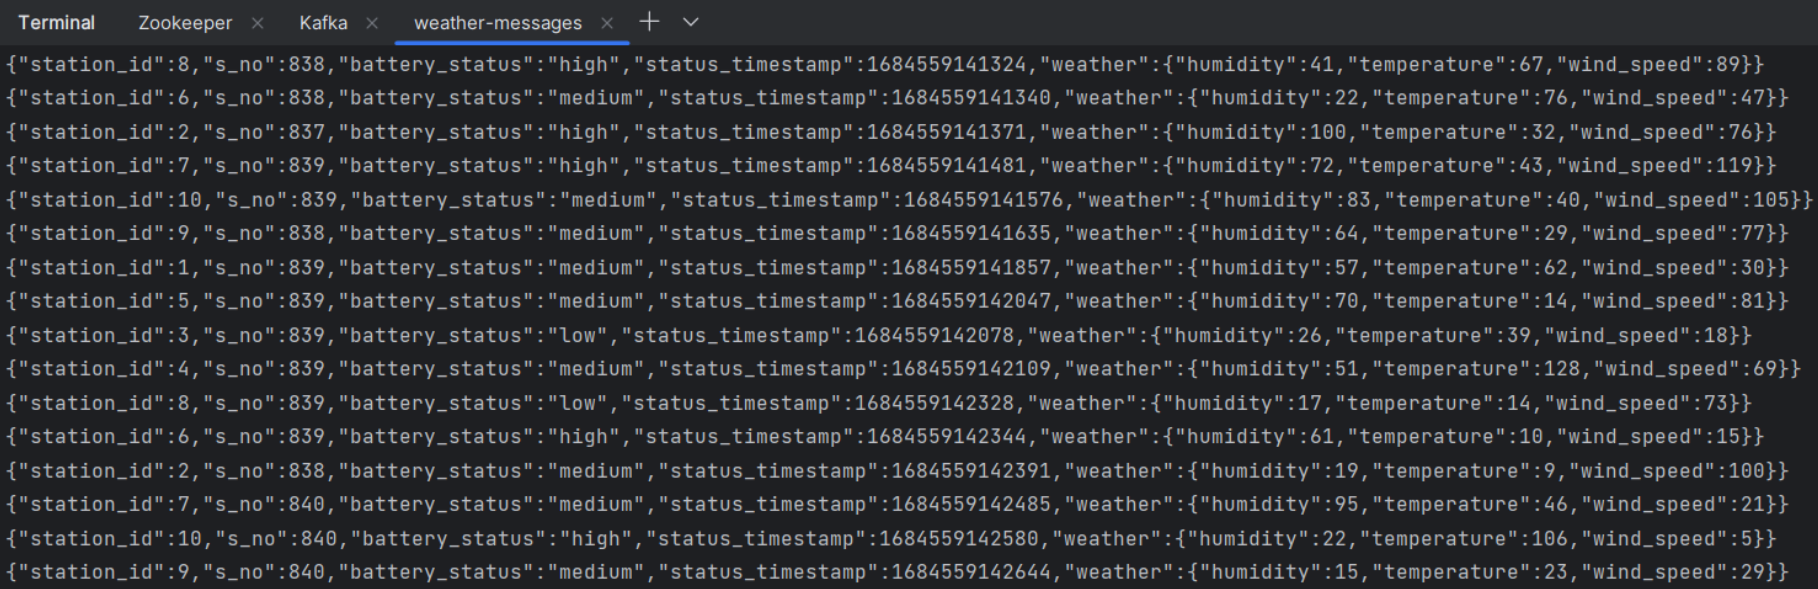 Terminal Zookeeper Kafka weather-messages
{"station_id":8,"s_no":838,"battery_status":"high","status_timestamp":1684559141324,"weather":{"humidity":41,"temperature":67,"wind_speed":89}}
{"station_id":6,"s_no":838,"battery_status":"medium","status_timestamp":1684559141340,"weather":{"humidity":22,"temperature":76,"wind_speed":47}}
{"station_id":2,"s_no":837,"battery_status":"high","status_timestamp":1684559141371,"weather":{"humidity":100,"temperature":32,"wind_speed":76}}
{"station_id":7,"s_no":839,"battery_status":"high","status_timestamp":1684559141481,"weather":{"humidity":72,"temperature":43,"wind_speed":119}}
{"station_id":10,"s_no":839,"battery_status":"medium","status_timestamp":1684559141576,"weather":{"humidity":83,"temperature":40,"wind_speed":105}}
{"station_id":9,"s_no":838,"battery_status":"medium","status_timestamp":1684559141635,"weather":{"humidity":64,"temperature":29,"wind_speed":77}}
{"station_id":1,"s_no":839,"battery_status":"medium","status_timestamp":1684559141857,"weather":{"humidity":57,"temperature":62,"wind_speed":30}}
{"station_id":5,"s_no":839,"battery_status":"medium","status_timestamp":1684559142047,"weather":{"humidity":70,"temperature":14,"wind_speed":81}}
{"station_id":3,"s_no":839,"battery_status":"low","status_timestamp":1684559142078,"weather":{"humidity":26,"temperature":39,"wind_speed":18}}
{"station_id":4,"s_no":839,"battery_status":"medium","status_timestamp":1684559142109,"weather":{"humidity":51,"temperature":128,"wind_speed":69}}
{"station_id":8,"s_no":839,"battery_status":"low","status_timestamp":1684559142328,"weather":{"humidity":17,"temperature":14,"wind_speed":73}}
{"station_id":6,"s_no":839,"battery_status":"high","status_timestamp":1684559142344,"weather":{"humidity":61,"temperature":10,"wind_speed":15}}
{"station_id":2,"s_no":838,"battery_status":"medium","status_timestamp":1684559142391,"weather":{"humidity":19,"temperature":9,"wind_speed":100}}
{"station_id":7,"s_no":840,"battery_status":"medium","status_timestamp":1684559142485,"weather":{"humidity":95,"temperature":46,"wind_speed":21}}
{"station_id":10,"s_no":840,"battery_status":"high","status_timestamp":1684559142580,"weather":{"humidity":22,"temperature":106,"wind_speed":5}}
{"station_id":9,"s_no":840,"battery_status":"medium","status_timestamp":1684559142644,"weather":{"humidity":15,"temperature":23,"wind_speed":29}}